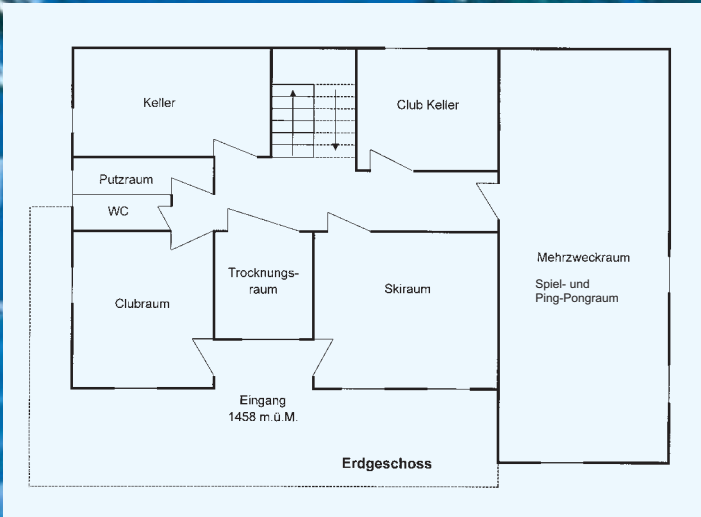 Keller
Club Keller
Putzraum
WC
Clubraum
Trocknungs-
raum
Skiraum
Mehrzweckraum
Spiel- und
Ping-Pongraum
Eingang
1458 m.ü.M.
Erdgeschoss